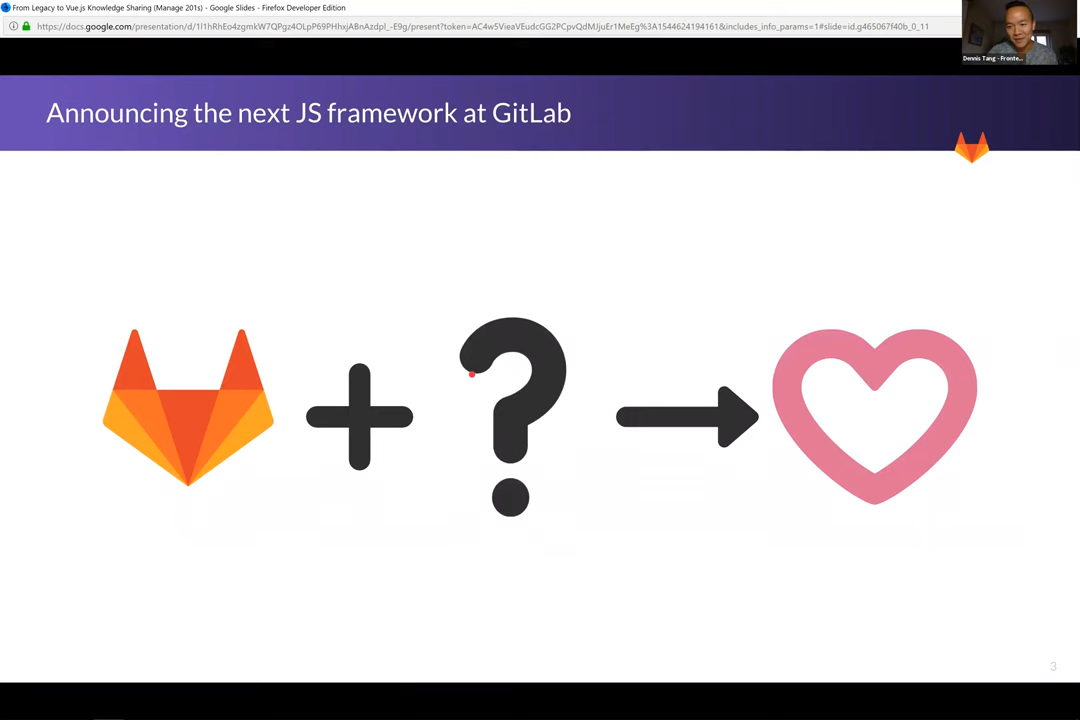 From Legacy to Vue.js Knowledge Sharing (Manage 201s) - Google Slides - Firefox Developer Edition
https://docs.google.com/presentation/d/1l1hRhEo4zgmkW7QPgz4OLpP69PHhxjABnAzdpI_-E9g/present?token=AC4w5VieaVEudcGG2PCpvQdMJjuEr1MeEg%3A1544624194161&includes_info_params=1#slide=id.g465067f40b_0_11
Dennis Tang - Fronte...
Announcing the next JS framework at GitLab
3